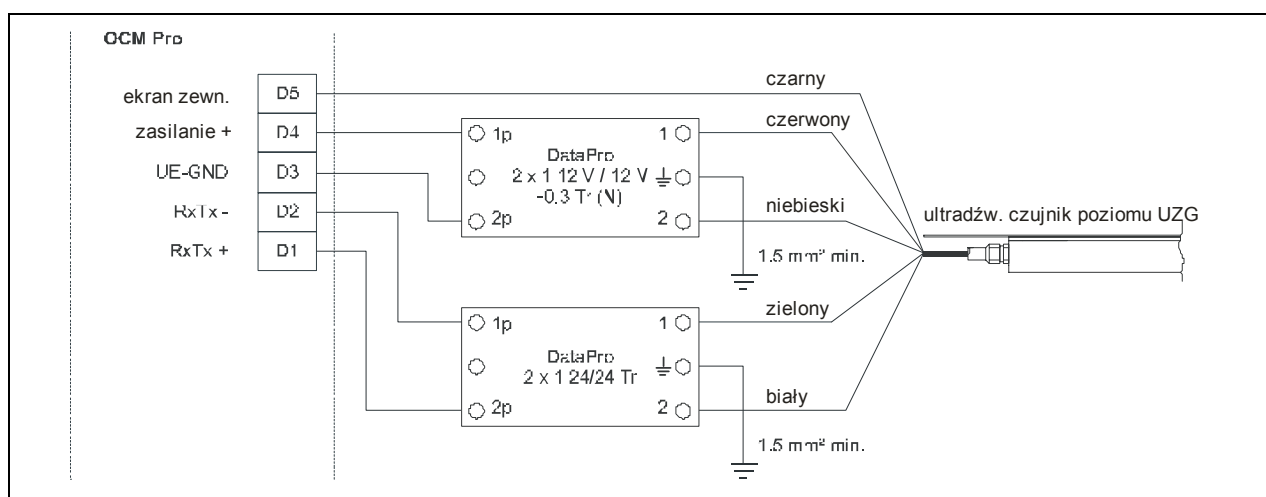 OCM Pro
ekran zewn.
D5
czarny
zasilanie +
D4
1p
1
czerwony
DataPro
2 x 1 12 V / 12 V
-0.3 Tr (N)
UE-GND
D3
2p
2
niebieski
RxTx -
D2
RxTx +
D1
1.5 mm² min.
ultradźw. czujnik poziomu UZG
1p
1
zielony
DataPro
2 x 1 24/24 Tr
2p
2
biały
1.5 mm² min.